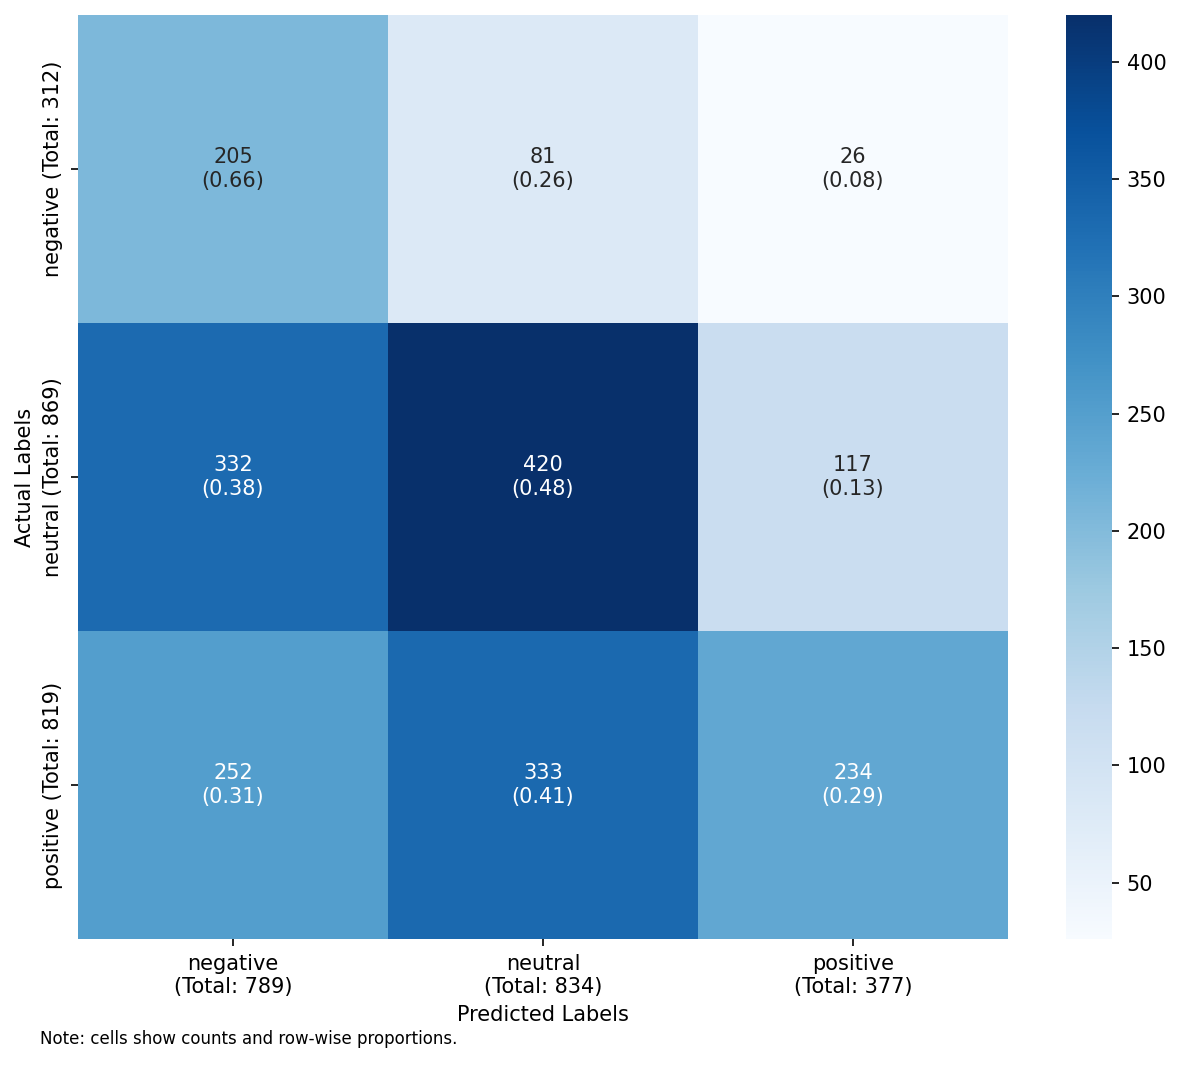 Actual Labels
negative (Total: 312)
205
(0.66)
81
(0.26)
26
(0.08)
neutral (Total: 869)
332
(0.38)
420
(0.48)
117
(0.13)
positive (Total: 819)
252
(0.31)
333
(0.41)
234
(0.29)
negative
(Total: 789)
neutral
(Total: 834)
positive
(Total: 377)
Predicted Labels
400
350
300
250
200
150
100
50
Note: cells show counts and row-wise proportions.